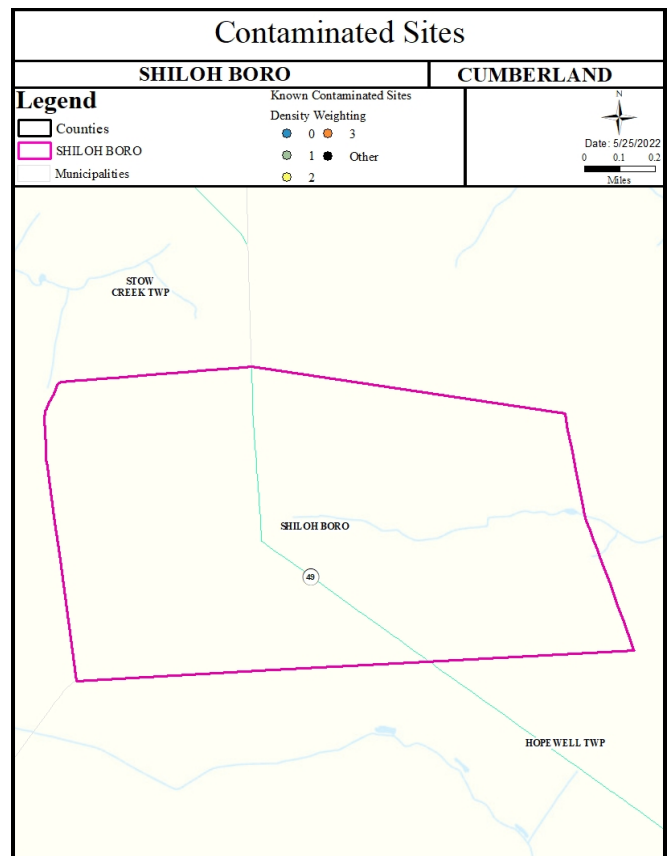 Contaminated Sites
SHILOH BORO
CUMBERLAND
Legend
Counties
SHILOH BORO
Municipalities
Known Contaminated Sites
Density Weighting
0 3
1 Other
2
N
Date: 5/25/2022
0 0.1 0.2
Miles
STOW
CREEK TWP
SHILOH BORO
49
HOPEWELL TWP